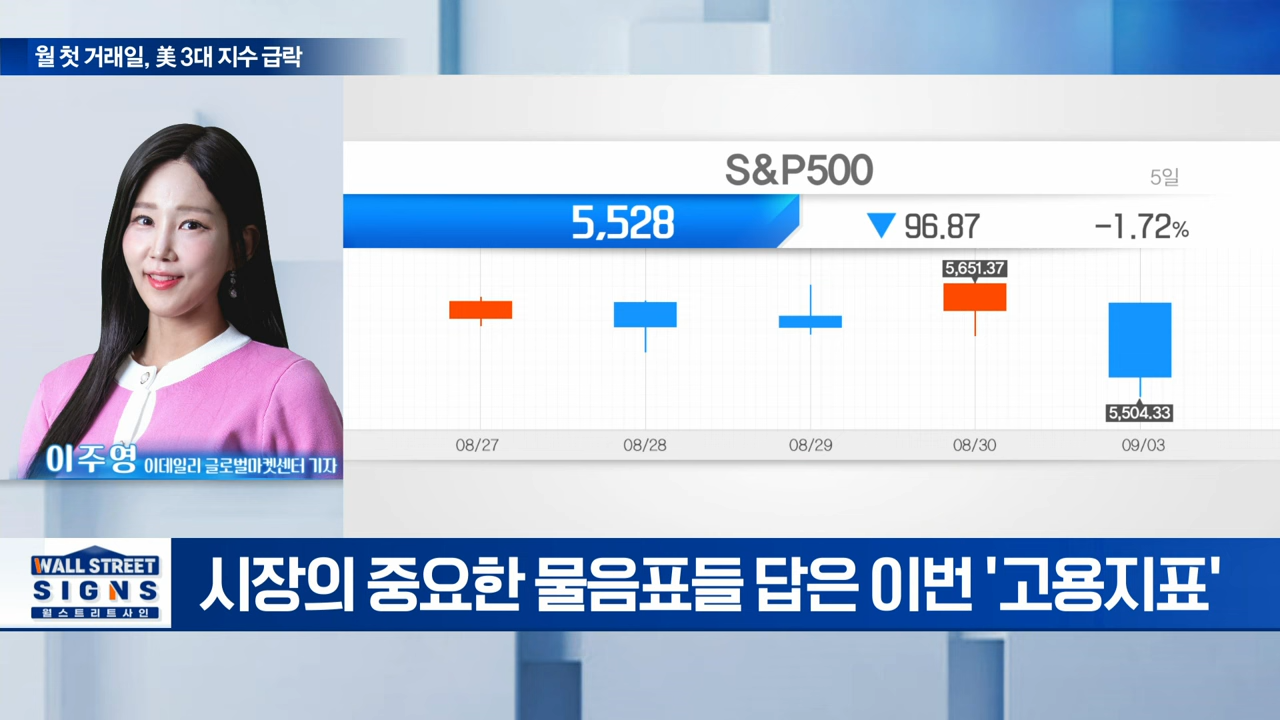 월 첫 거래일, 美 3대 지수 급락
S&P500
5일
5,528 ▼ 96.87 -1.72%
5,651.37
5,504.33
08/27 08/28 08/29 08/30 09/03
이주영 이데일리 글로벌마켓센터 기자
WALL STREET
SIGNS
월스트리트사인
시장의 중요한 물음표들 답은 이번 '고용지표'